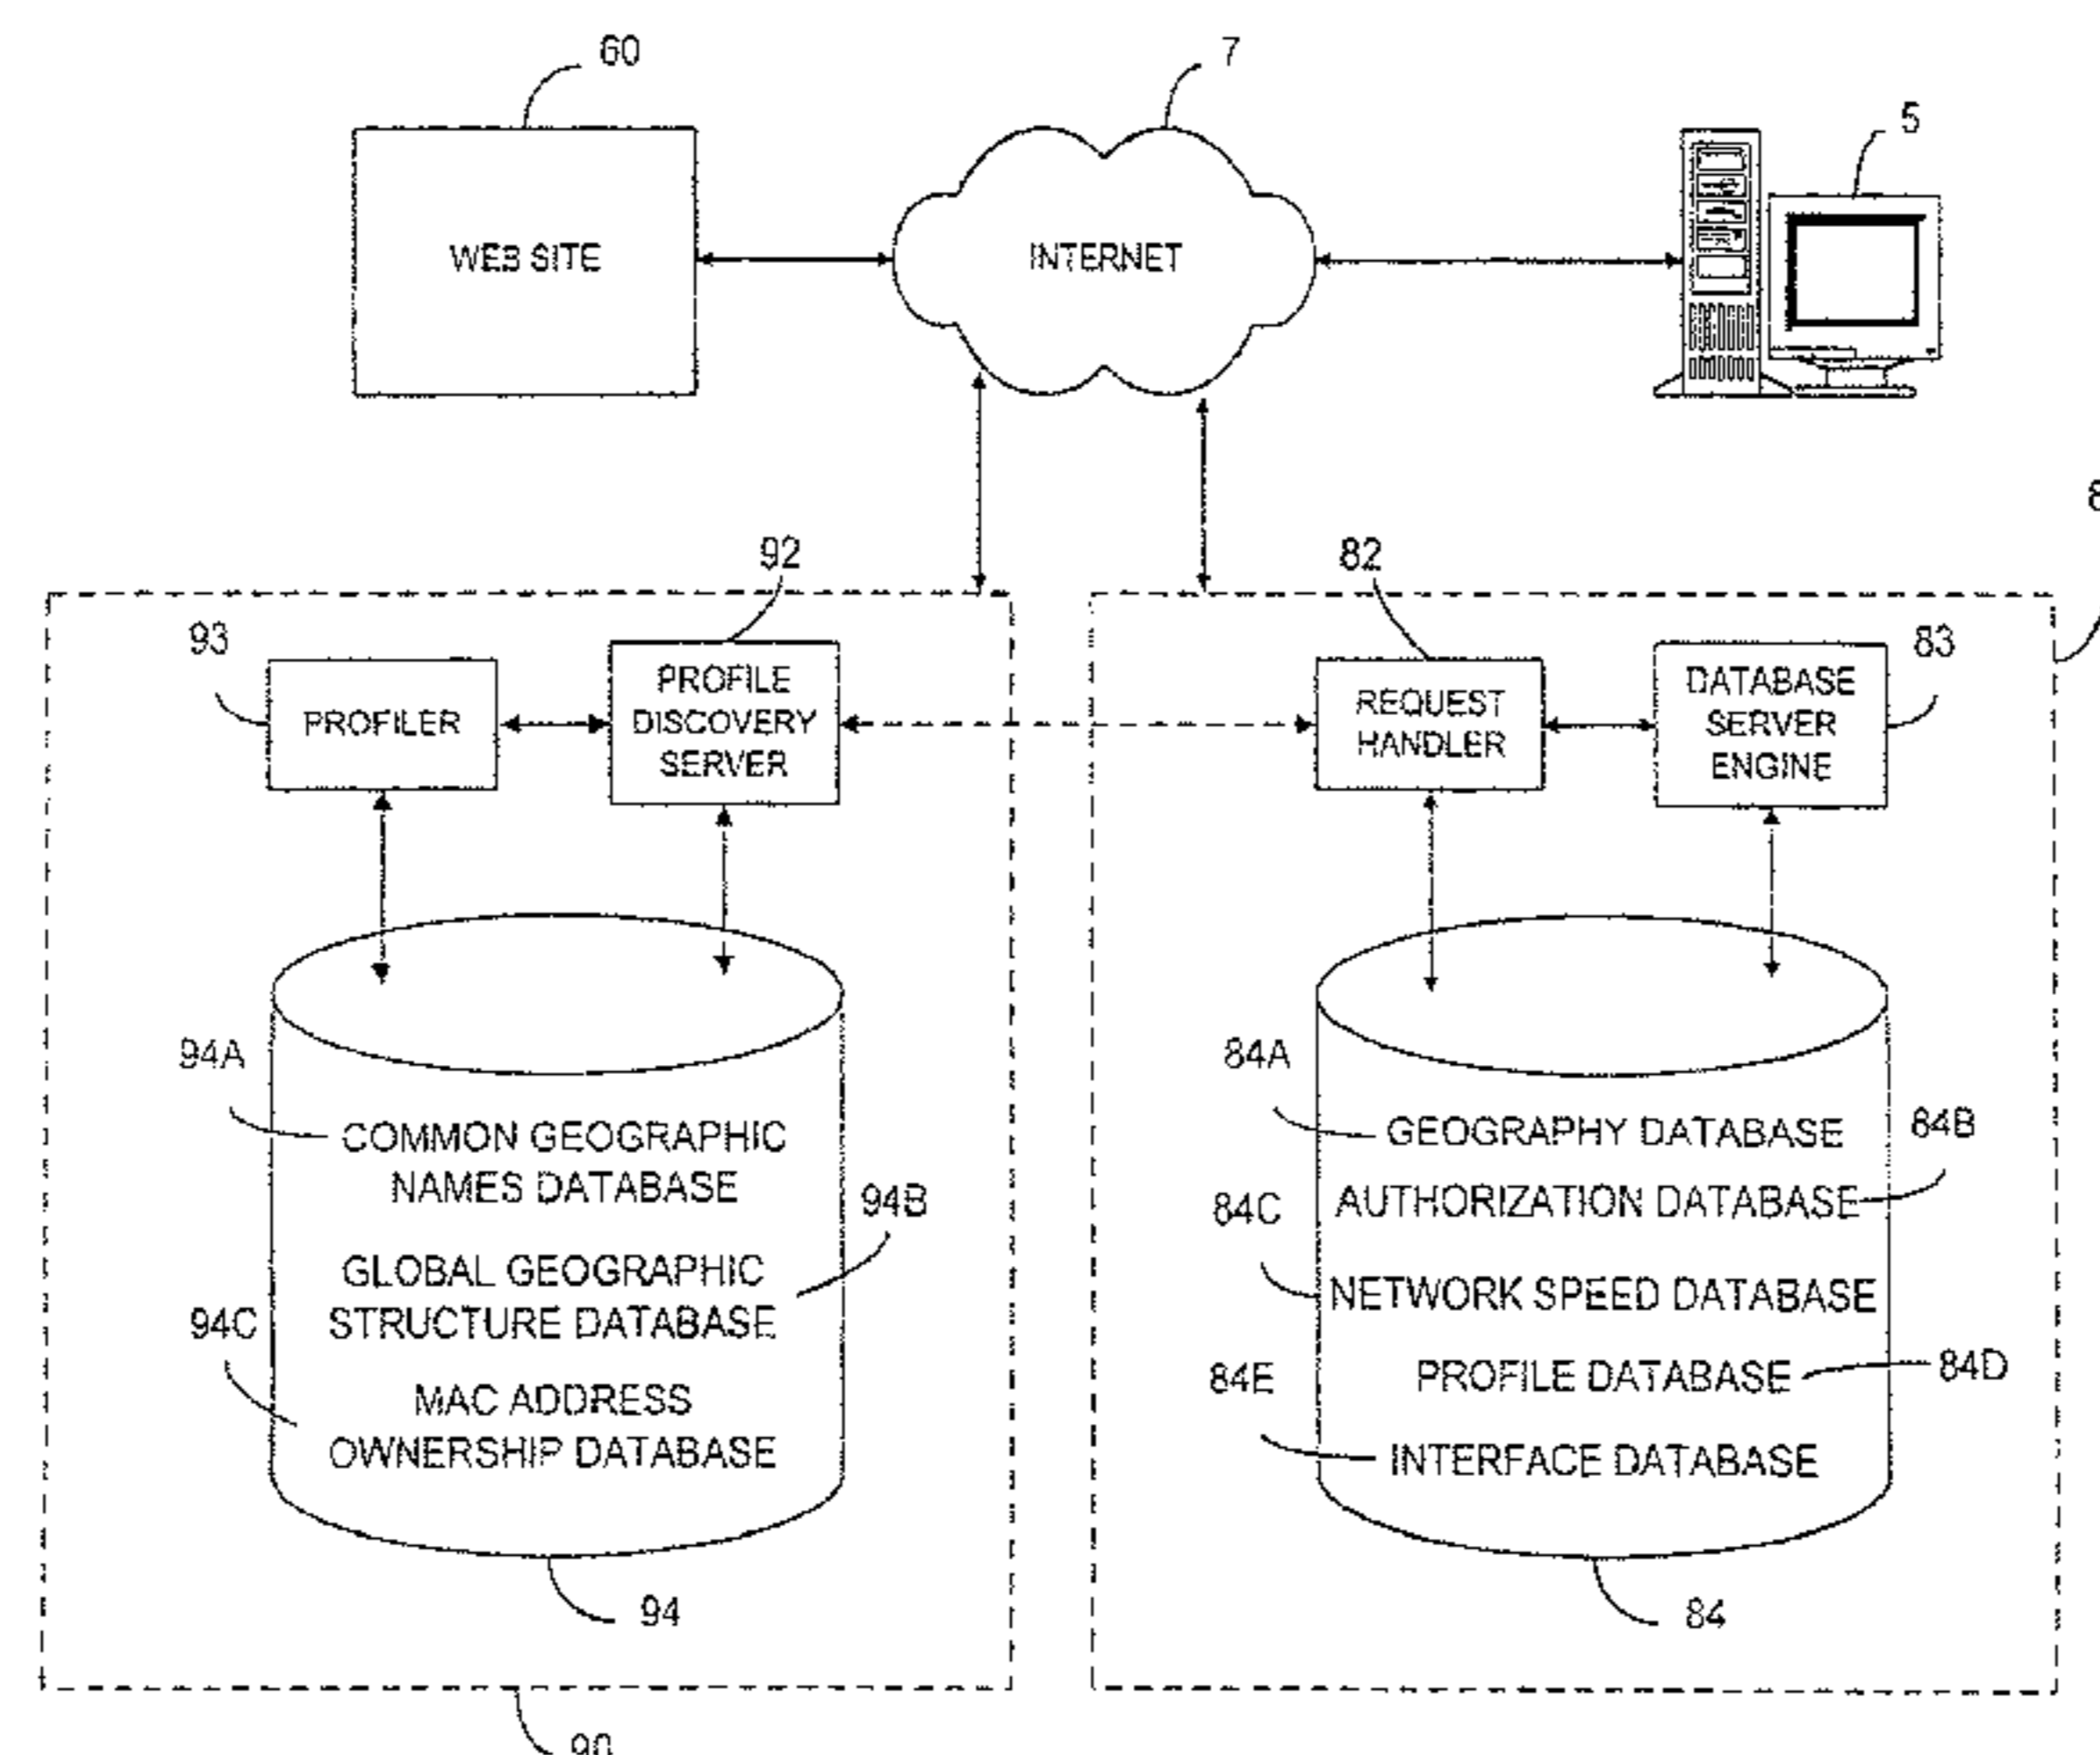 60
7
5
WEB SITE
INTERNET
92
82
93
83
PROFILER
PROFILE
DISCOVERY
SERVER
REQUEST
HANDLER
DATABASE
SERVER
ENGINE
94A
COMMON GEOGRAPHIC
NAMES DATABASE
94B
GLOBAL GEOGRAPHIC
STRUCTURE DATABASE
94C
MAC ADDRESS
OWNERSHIP DATABASE
94
90
84A
GEOGRAPHY DATABASE
84B
AUTHORIZATION DATABASE
84C
NETWORK SPEED DATABASE
84D
PROFILE DATABASE
84E
INTERFACE DATABASE
84